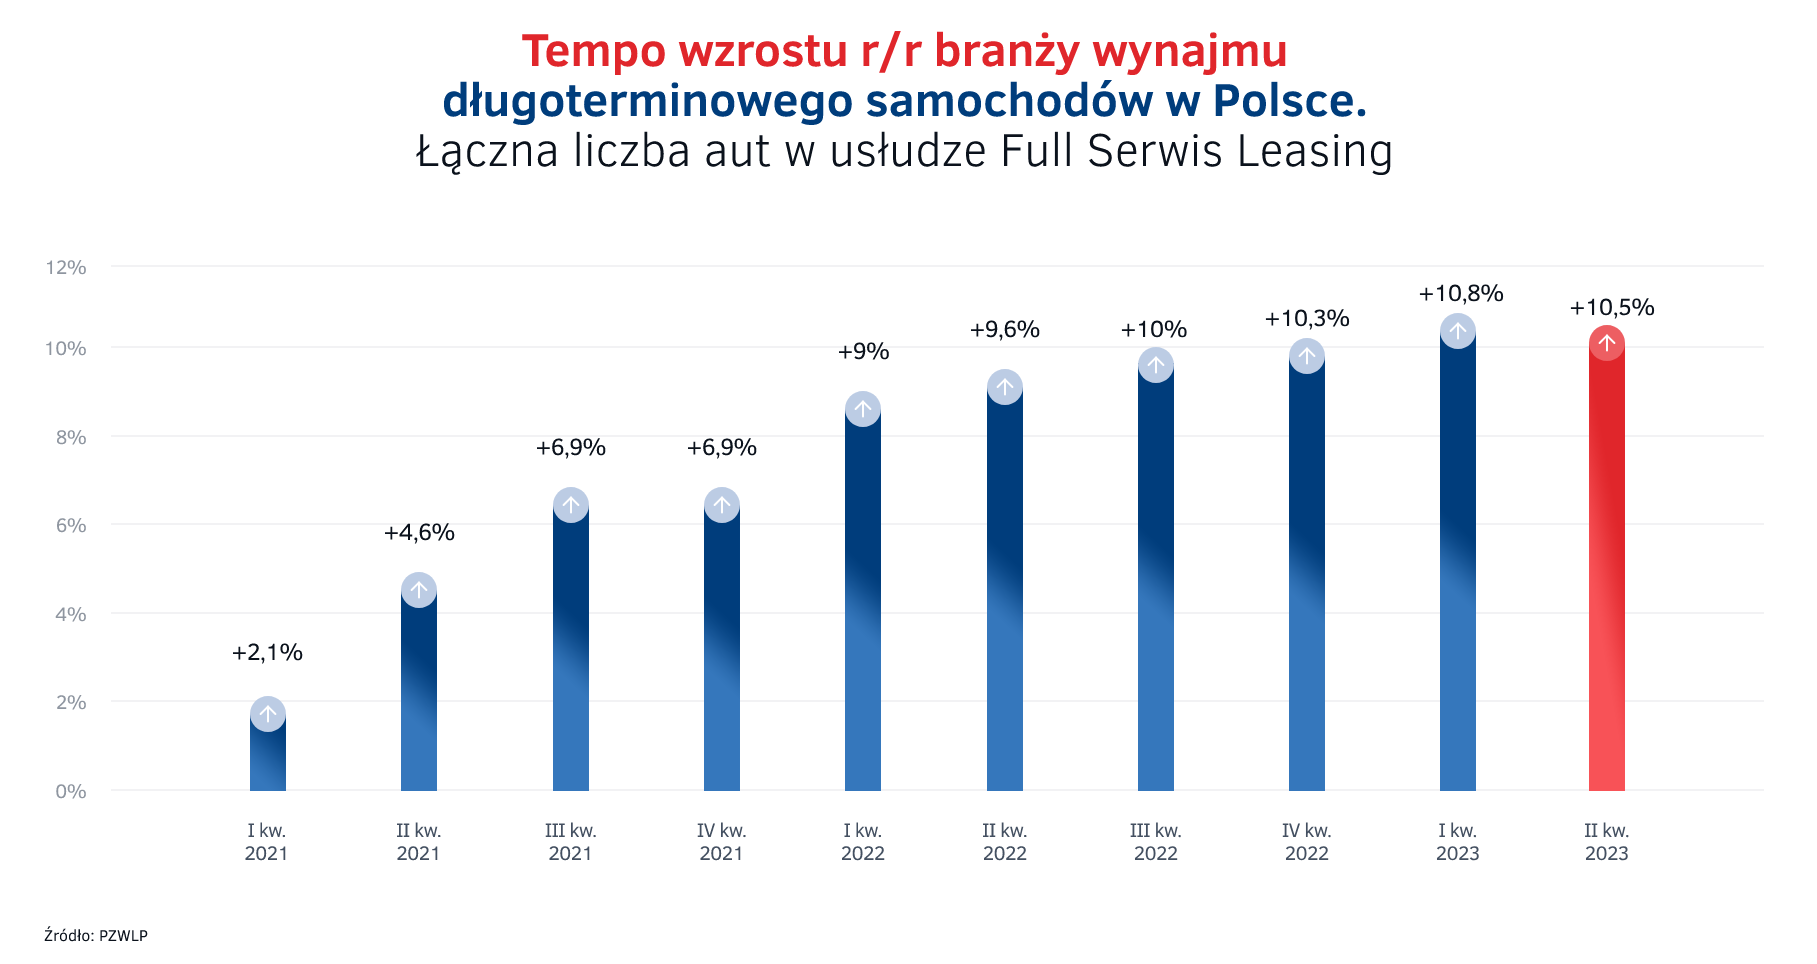 Tempo wzrostu r/r branży wynajmu
długoterminowego samochodów w Polsce.
Łączna liczba aut w usłudze Full Serwis Leasing
12%
10%
8%
6%
4%
2%
0%
+2,1%
+4,6%
+6,9%
+6,9%
+9%
+9,6%
+10%
+10,3%
+10,8%
+10,5%
I kw.
2021
II kw.
2021
III kw.
2021
IV kw.
2021
I kw.
2022
II kw.
2022
III kw.
2022
IV kw.
2022
I kw.
2023
II kw.
2023
Źródło: PZWLP